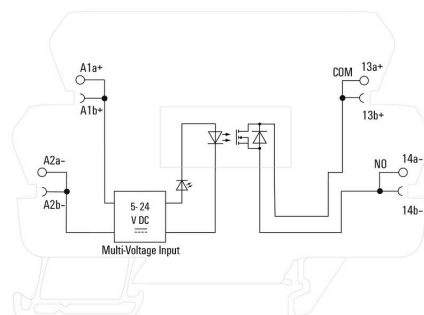 A1a+
A1b+
COM
13a+
13b+
A2a-
A2b-
NO
14a-
14b-
5-24
V DC
Multi-Voltage Input